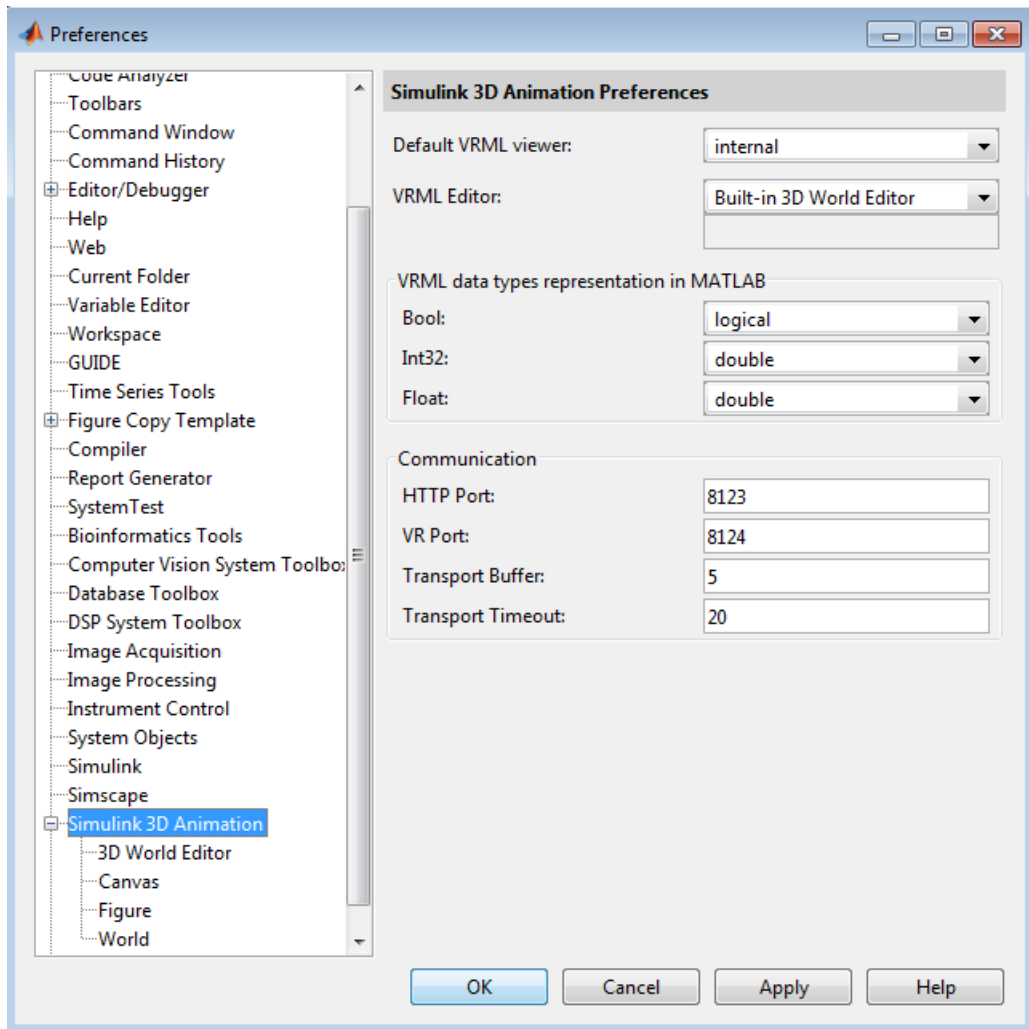 Preferences
Code Analyzer
Toolbars
Command Window
Command History
Editor/Debugger
Help
Web
Current Folder
Variable Editor
Workspace
GUIDE
Time Series Tools
Figure Copy Template
Compiler
Report Generator
SystemTest
Bioinformatics Tools
Computer Vision System Toolbox
Database Toolbox
DSP System Toolbox
Image Acquisition
Image Processing
Instrument Control
System Objects
Simulink
Simscape
Simulink 3D Animation
3D World Editor
Canvas
Figure
World
Simulink 3D Animation Preferences
Default VRML viewer: internal
VRML Editor: Built-in 3D World Editor
VRML data types representation in MATLAB
Bool: logical
Int32: double
Float: double
Communication
HTTP Port: 8123
VR Port: 8124
Transport Buffer: 5
Transport Timeout: 20
OK Cancel Apply Help